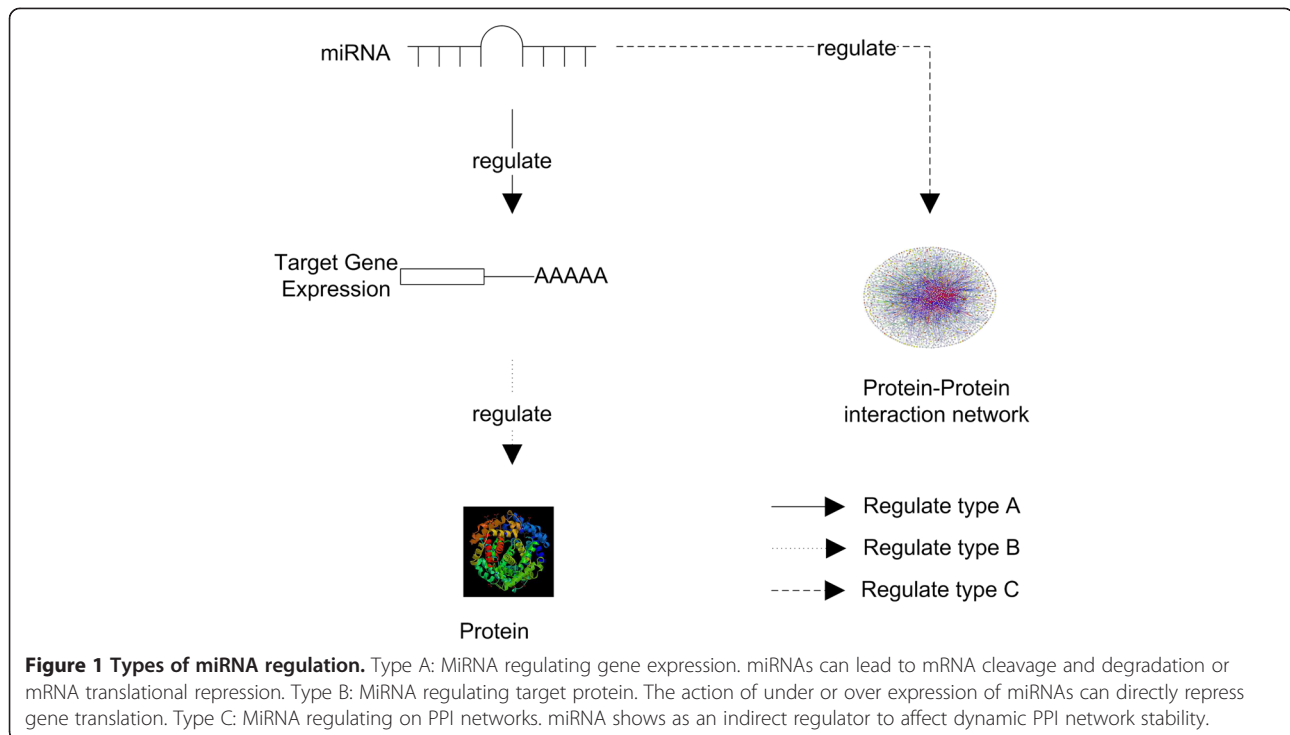 miRNA
regulate
regulate
Target Gene
Expression
AAAAA
regulate
Protein-Protein
interaction network
Regulate type A
Regulate type B
Regulate type C
Protein
Figure 1 Types of miRNA regulation. Type A: MiRNA regulating gene expression. miRNAs can lead to mRNA cleavage and degradation or
mRNA translational repression. Type B: MiRNA regulating target protein. The action of under or over expression of miRNAs can directly repress
gene translation. Type C: MiRNA regulating on PPI networks. miRNA shows as an indirect regulator to affect dynamic PPI network stability.